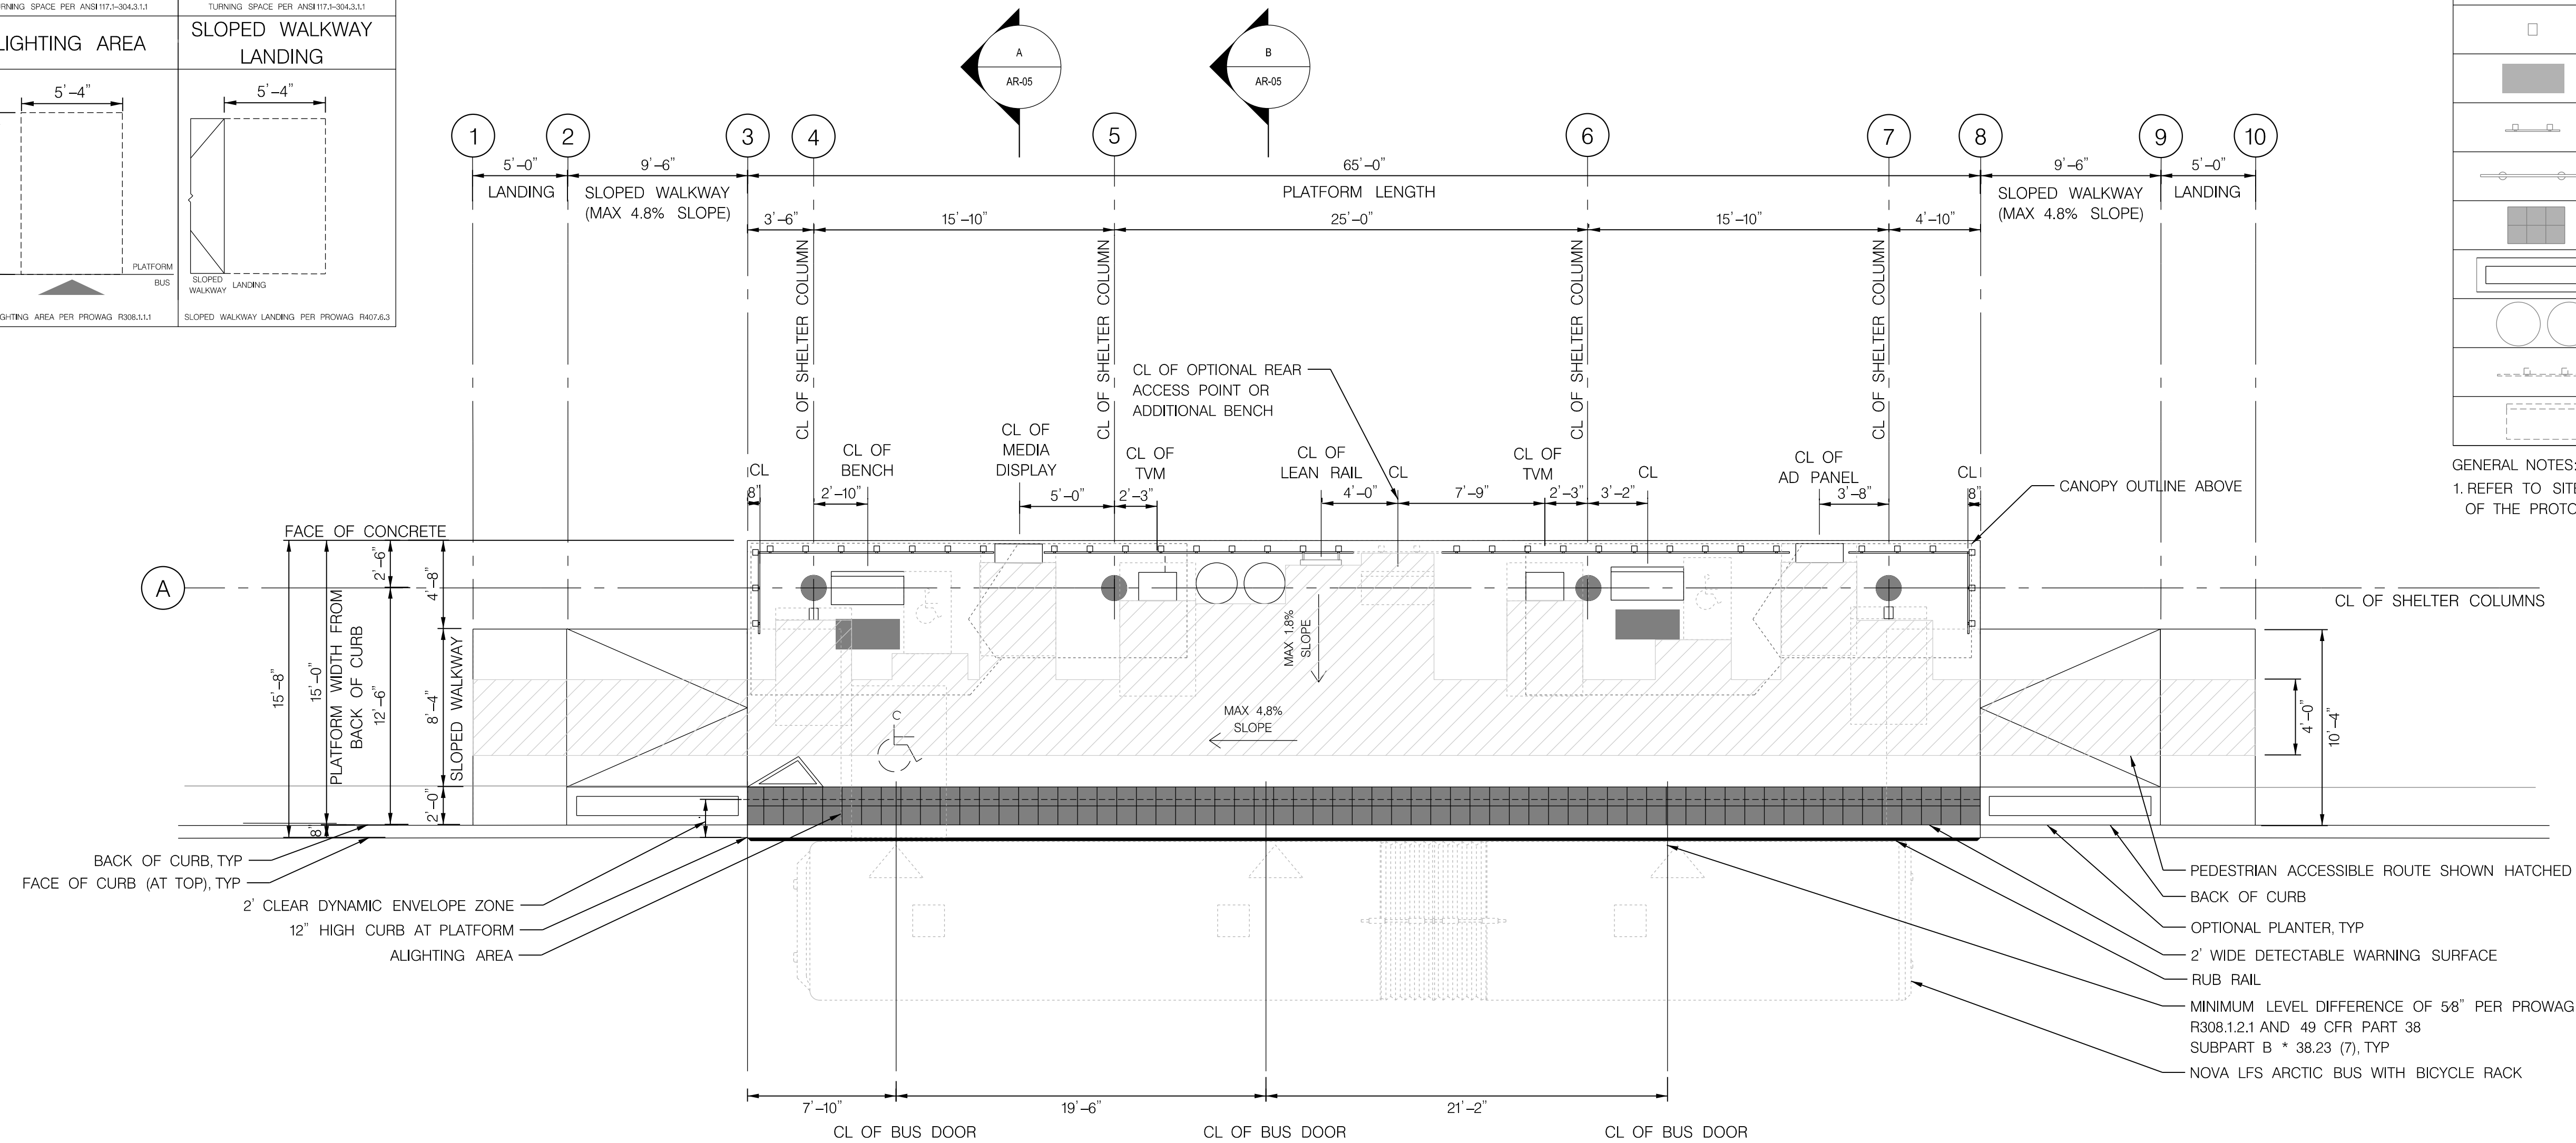 TURNING SPACE PER ANSI 117.1-304.3.1.1
SLOPED WALKWAY
LANDING
5'-4"
5'-4"
PLATFORM
BUS
SLOPED
WALKWAY
LANDING
SLOPED WALKWAY LANDING PER PROWAG R407.6.3
A
AR-05
B
AR-05
1
2
3
4
5
6
7
8
9
10
5'-0"
9'-6"
65'-0"
9'-6"
5'-0"
LANDING
SLOPED WALKWAY
(MAX 4.8% SLOPE)
PLATFORM LENGTH
SLOPED WALKWAY
(MAX 4.8% SLOPE)
LANDING
3'-6"
15'-10"
25'-0"
15'-10"
4'-10"
CL OF SHELTER COLUMN
CL OF SHELTER COLUMN
CL OF SHELTER COLUMN
CL OF SHELTER COLUMN
CL OF OPTIONAL REAR
ACCESS POINT OR
ADDITIONAL BENCH
CL
8"
CL OF
BENCH
2'-10"
CL OF
MEDIA
DISPLAY
5'-0"
CL OF
TVM
2'-3"
CL OF
LEAN RAIL
4'-0"
CL
7'-9"
CL OF
TVM
2'-3"
CL
3'-2"
CL OF
AD PANEL
3'-8"
CL
8"
CANOPY OUTLINE ABOVE
GENERAL NOTES:
1. REFER TO SITE
OF THE
FACE OF CONCRETE
A
CL OF SHELTER COLUMNS
15'-8"
15'-0"
PLATFORM WIDTH FROM
BACK OF CURB
2'-6"
12'-6"
4'-8"
8'-4"
SLOPED WALKWAY
2'-0"
8"
MAX 1.8%
SLOPE
MAX 4.8%
SLOPE
C
4'-0"
10'-4"
BACK OF CURB, TYP
FACE OF CURB (AT TOP), TYP
2' CLEAR DYNAMIC ENVELOPE ZONE
12" HIGH CURB AT PLATFORM
ALIGHTING AREA
PEDESTRIAN ACCESSIBLE ROUTE SHOWN HATCHED
BACK OF CURB
OPTIONAL PLANTER, TYP
2' WIDE DETECTABLE WARNING SURFACE
RUB RAIL
MINIMUM LEVEL DIFFERENCE OF 5/8" PER PROWAG
R308.1.2.1 AND 49 CFR PART 38
SUBPART B * 38.23 (7), TYP
NOVA LFS ARCTIC BUS WITH BICYCLE RACK
7'-10"
19'-6"
21'-2"
CL OF BUS DOOR
CL OF BUS DOOR
CL OF BUS DOOR